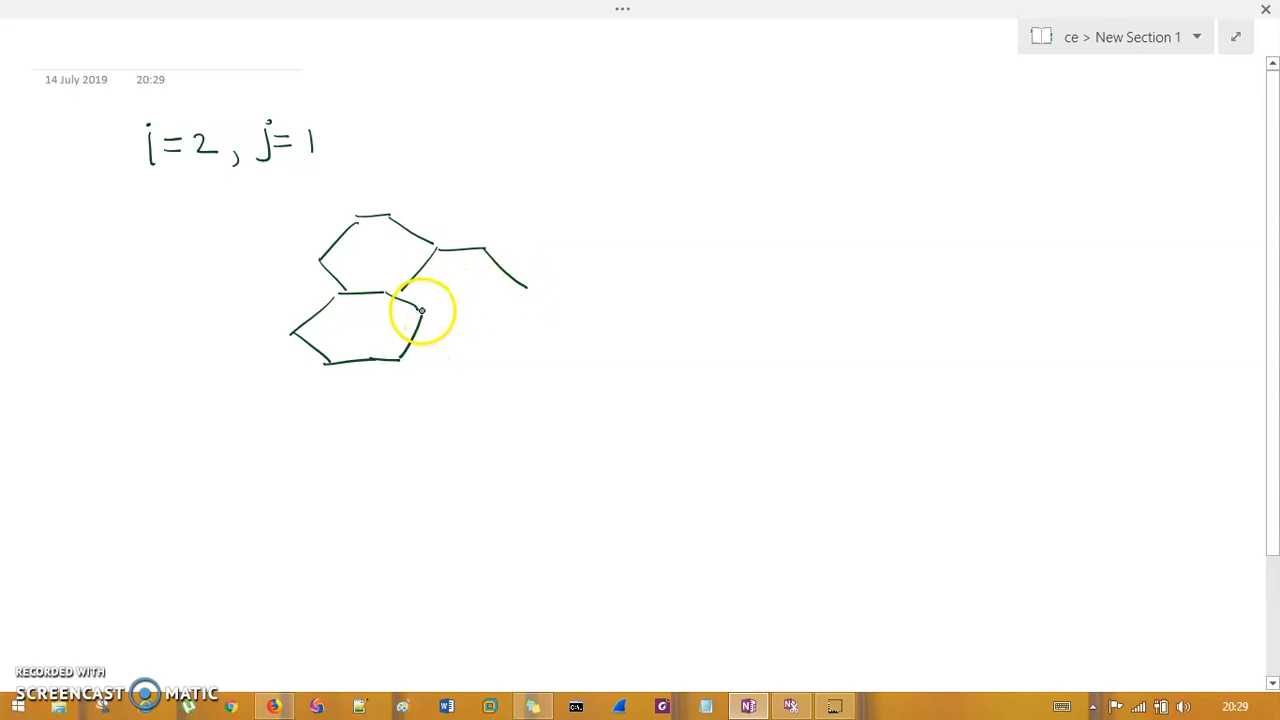 ...
ce > New Section 1
14 July 2019 20:29
i = 2 , j = 1
RECORDED WITH
SCREENCAST MATIC
20:29